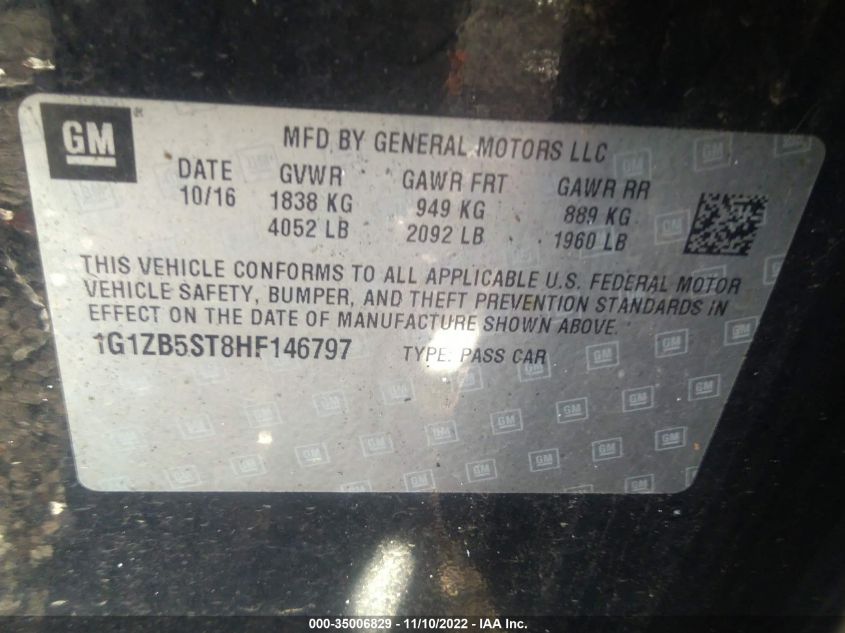 GM
MFD BY GENERAL MOTORS LLC
DATE GVWR GAWR FRT GAWR RR
10/16 1838 KG 949 KG 889 KG
4052 LB 2092 LB 1960 LB
THIS VEHICLE CONFORMS TO ALL APPLICABLE U.S. FEDERAL MOTOR
VEHICLE SAFETY, BUMPER, AND THEFT PREVENTION STANDARDS IN
EFFECT ON THE DATE OF MANUFACTURE SHOWN ABOVE.
1G1ZB5ST8HF146797 TYPE: PASS CAR
000-35006829 - 11/10/2022 - IAA Inc.